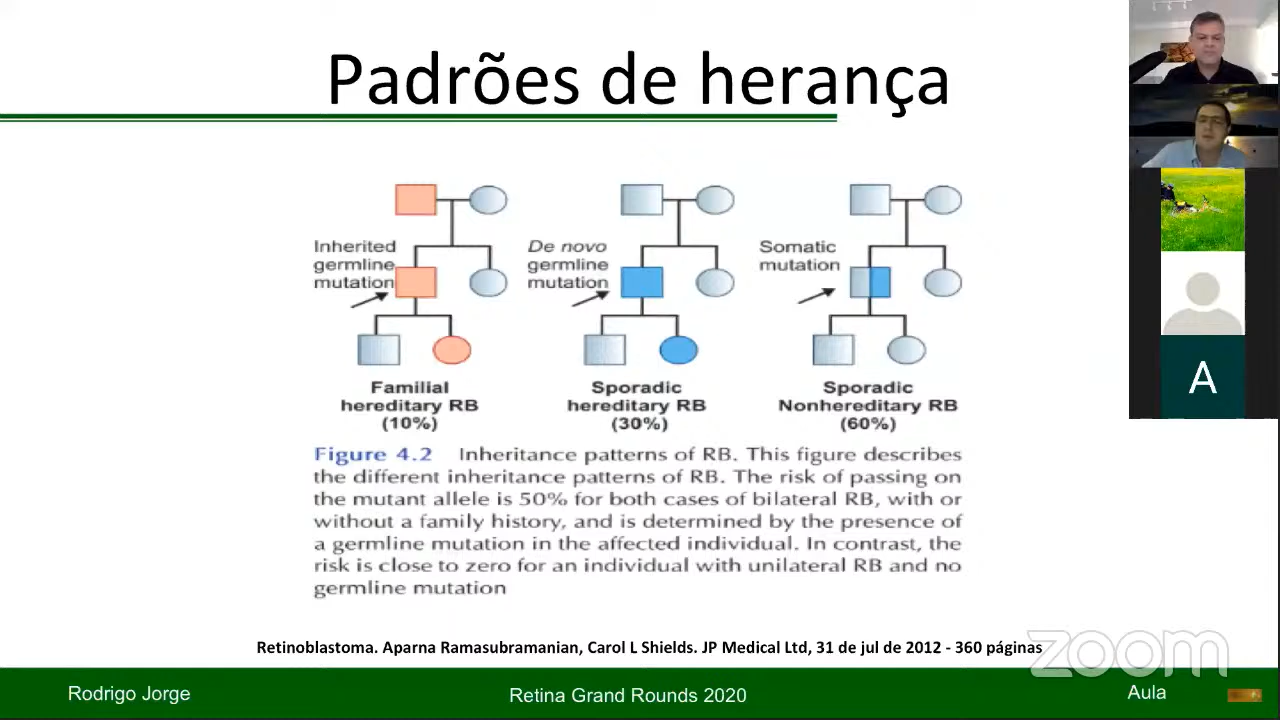 Padrões de herança
Inherited
germline
mutation
De novo
germline
mutation
Somatic
mutation
Familial
hereditary RB
(10%)
Sporadic
hereditary RB
(30%)
Sporadic
Nonhereditary RB
(60%)
Figure 4.2 Inheritance patterns of RB. This figure describes
the different inheritance patterns of RB. The risk of passing on
the mutant allele is 50% for both cases of bilateral RB, with or
without a family history, and is determined by the presence of
a germline mutation in the affected individual. In contrast, the
risk is close to zero for an individual with unilateral RB and no
germline mutation
Retinoblastoma. Aparna Ramasubramanian, Carol L Shields. JP Medical Ltd, 31 de jul de 2012 - 360 páginas
zoom
Rodrigo Jorge
Retina Grand Rounds 2020
Aula
A